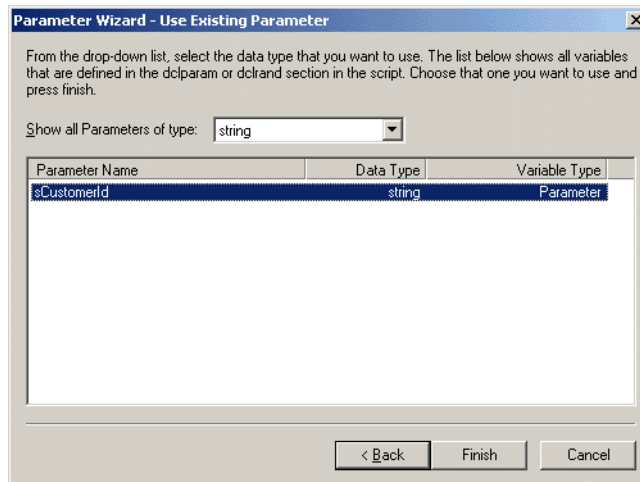 Parameter Wizard - Use Existing Parameter
From the drop-down list, select the data type that you want to use. The list below shows all variables
that are defined in the dclparam or dclrand section in the script. Choose that one you want to use and
press finish.
Show all Parameters of type: string
Parameter Name Data Type Variable Type
sCustomerId string Parameter
< Back Finish Cancel